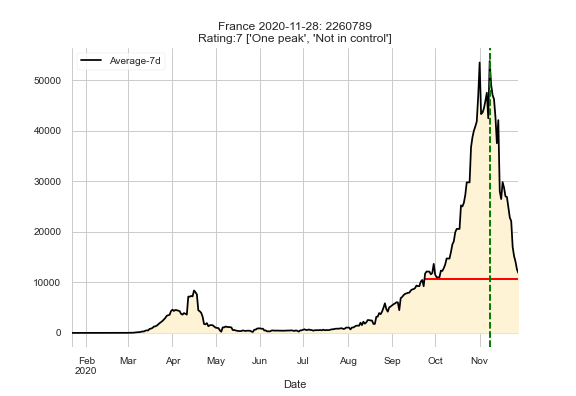 France 2020-11-28: 2260789
Rating:7 ['One peak', 'Not in control']
Average-7d
50000
40000
30000
20000
10000
0
Feb Mar Apr May Jun Jul Aug Sep Oct Nov
2020
Date